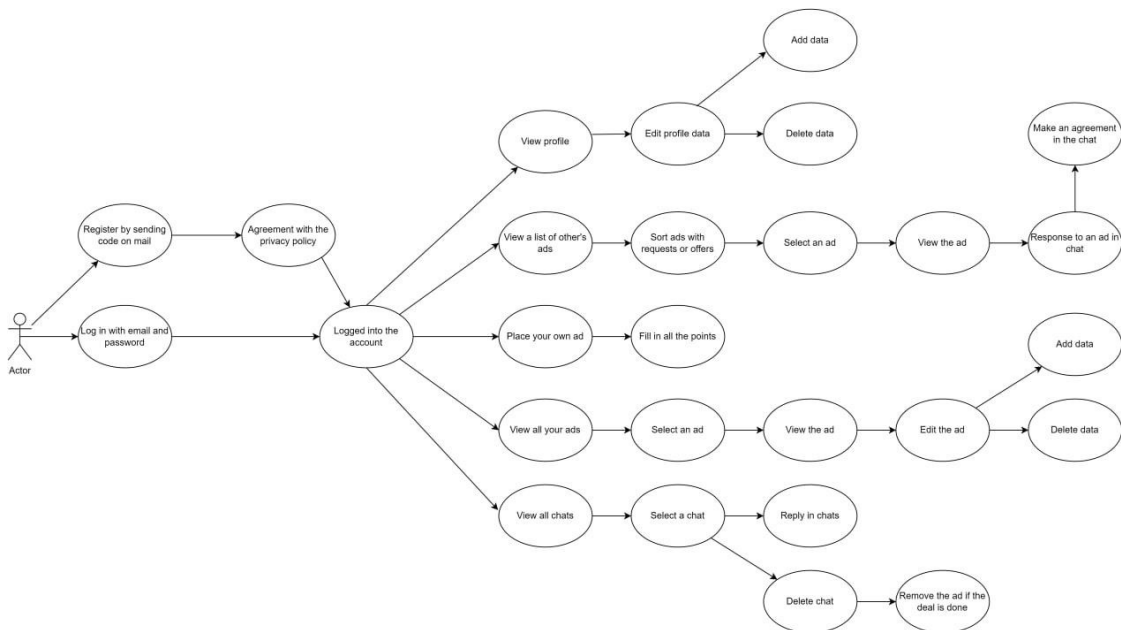 Add data
View profile
Edit profile data
Delete data
Make an agreement
in the chat
Register by sending
code on mail
Agreement with the
privacy policy
View a list of other's
ads
Sort ads with
requests or offers
Select an ad
View the ad
Response to an ad in
chat
Actor
Log in with email and
password
Logged into the
account
Place your own ad
Fill in all the points
Add data
View all your ads
Select an ad
View the ad
Edit the ad
Delete data
View all chats
Select a chat
Reply in chats
Delete chat
Remove the ad if the
deal is done